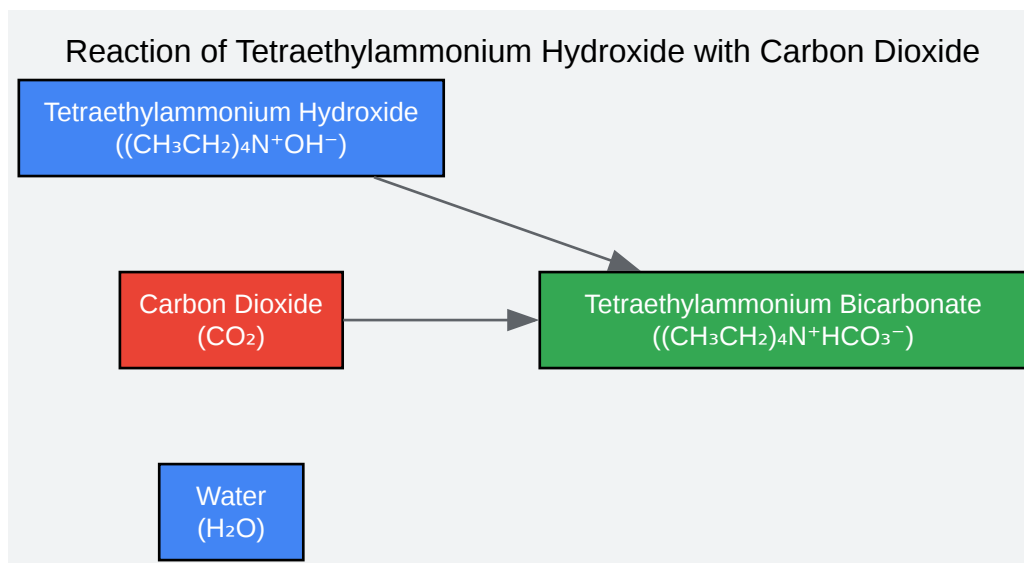 Reaction of Tetraethylammonium Hydroxide with Carbon Dioxide
Tetraethylammonium Hydroxide
((CH₃CH₂)₄N⁺OH⁻)
Carbon Dioxide
(CO₂)
Tetraethylammonium Bicarbonate
((CH₃CH₂)₄N⁺HCO₃⁻)
Water
(H₂O)